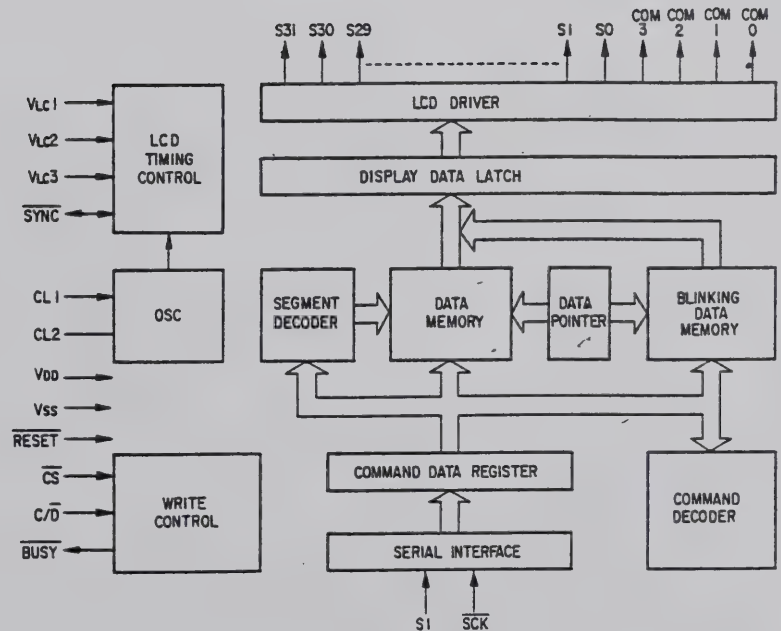 S31 S30 S29 S1 S0 COM 3 COM 2 COM 1 COM 0
LCD DRIVER
DISPLAY DATA LATCH
VLC1
VLC2
VLC3
SYNC
LCD
TIMING
CONTROL
CL1
CL2
OSC
SEGMENT
DECODER
DATA
MEMORY
DATA
POINTER
BLINKING
DATA
MEMORY
VDD
VSS
RESET
CS
C/D
BUSY
WRITE
CONTROL
COMMAND DATA REGISTER
SERIAL INTERFACE
COMMAND
DECODER
SI SCK